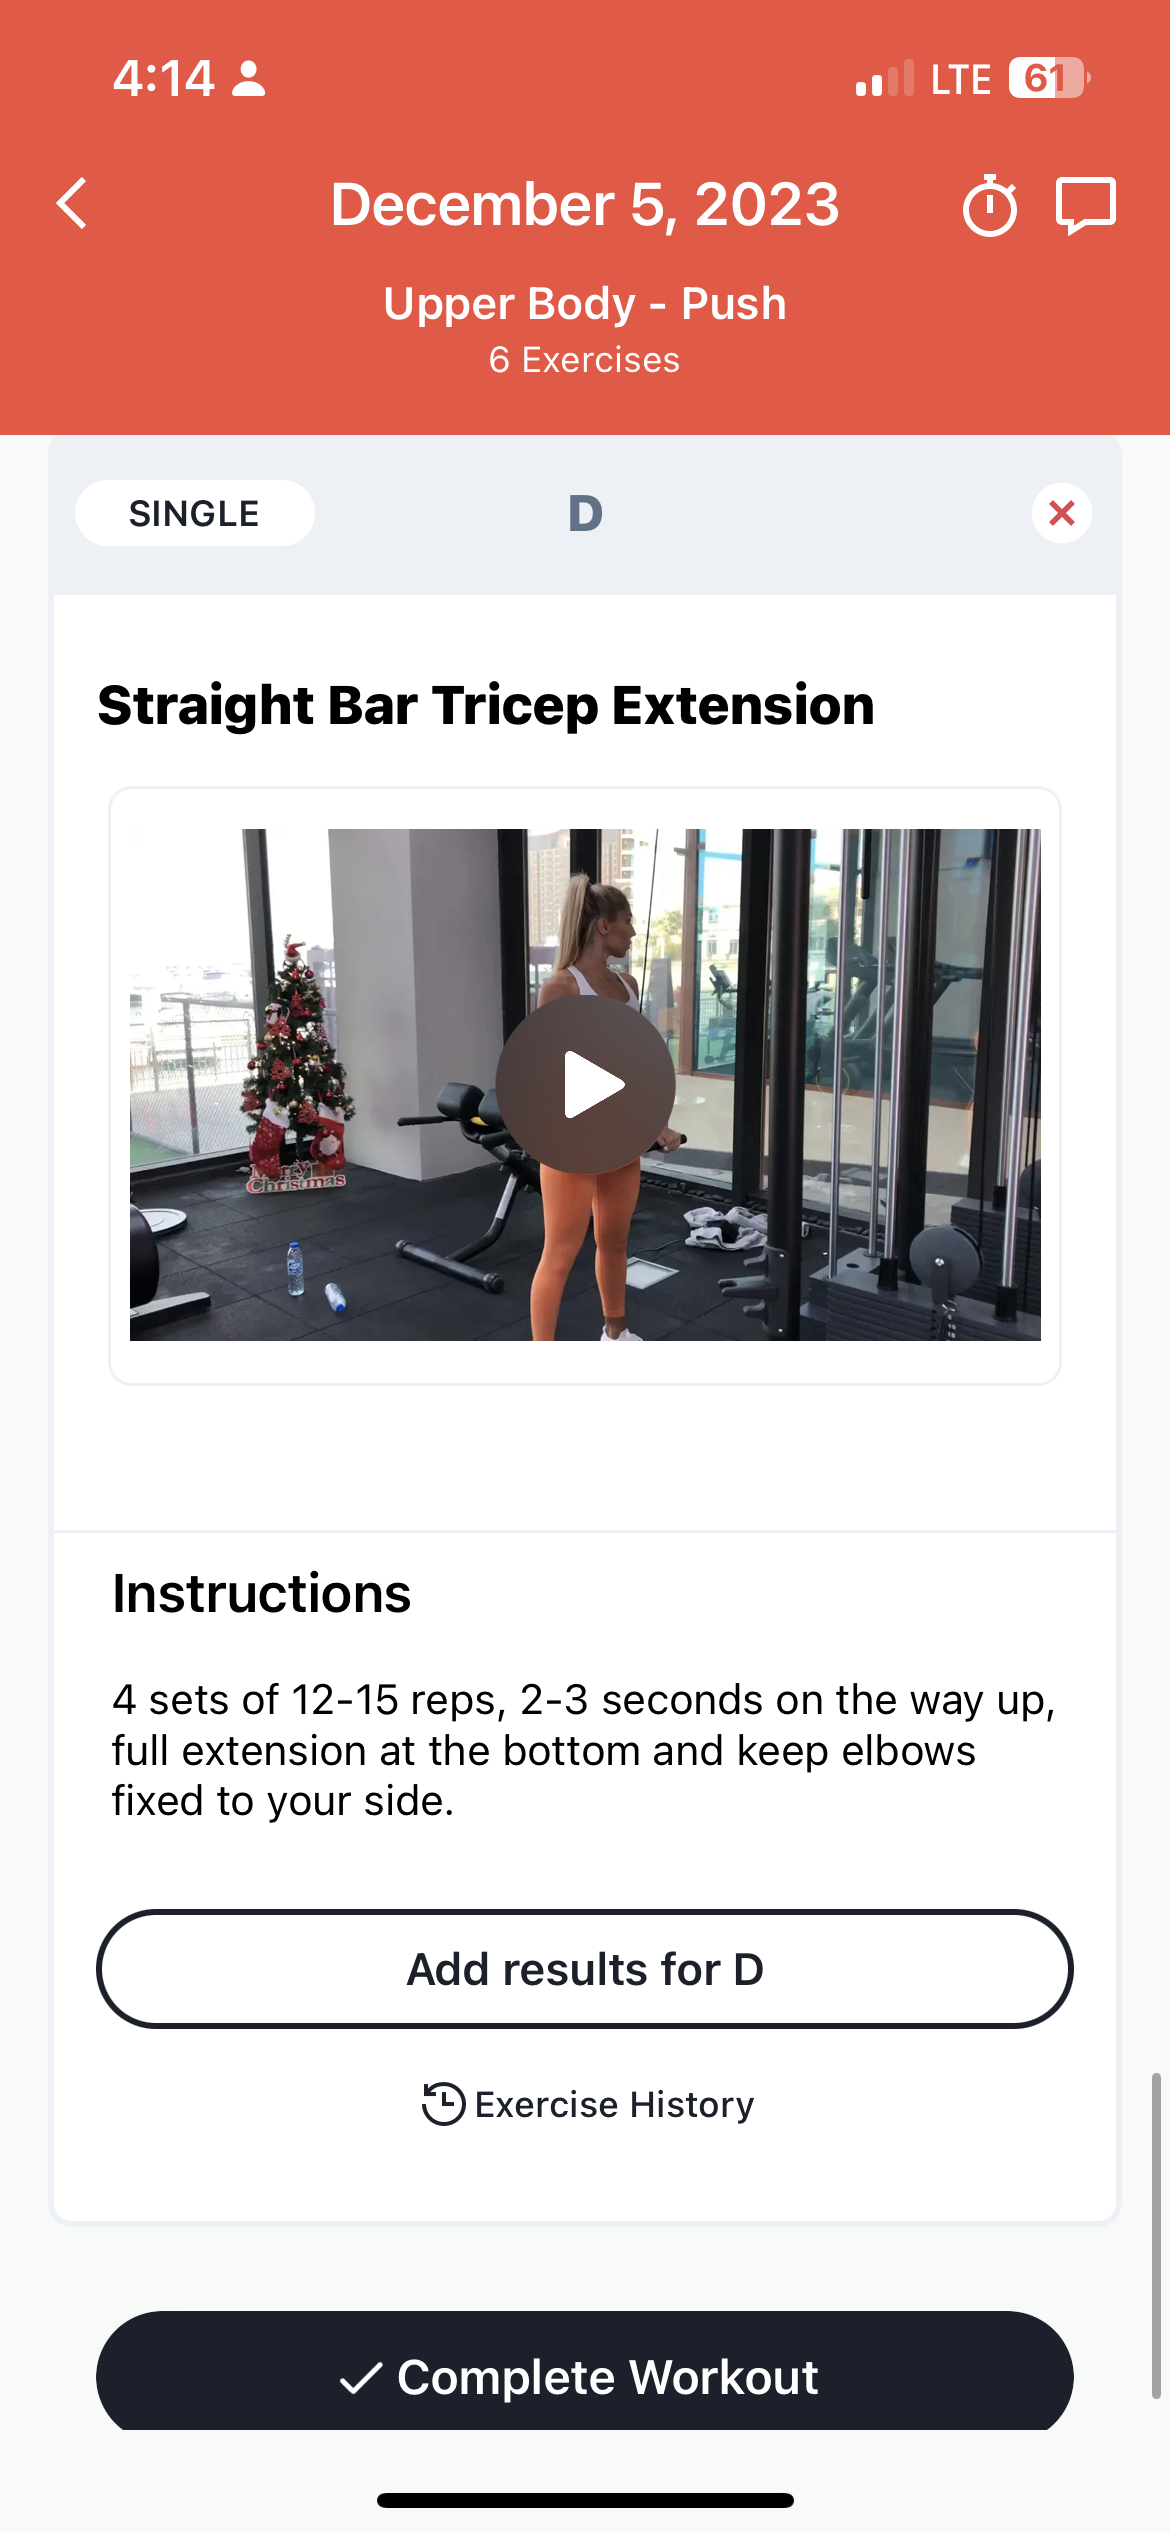 4:14
LTE 61
December 5, 2023
Upper Body - Push
6 Exercises
SINGLE
D
Straight Bar Tricep Extension
Merry
Christmas
Instructions
4 sets of 12-15 reps, 2-3 seconds on the way up,
full extension at the bottom and keep elbows
fixed to your side.
Add results for D
Exercise History
Complete Workout